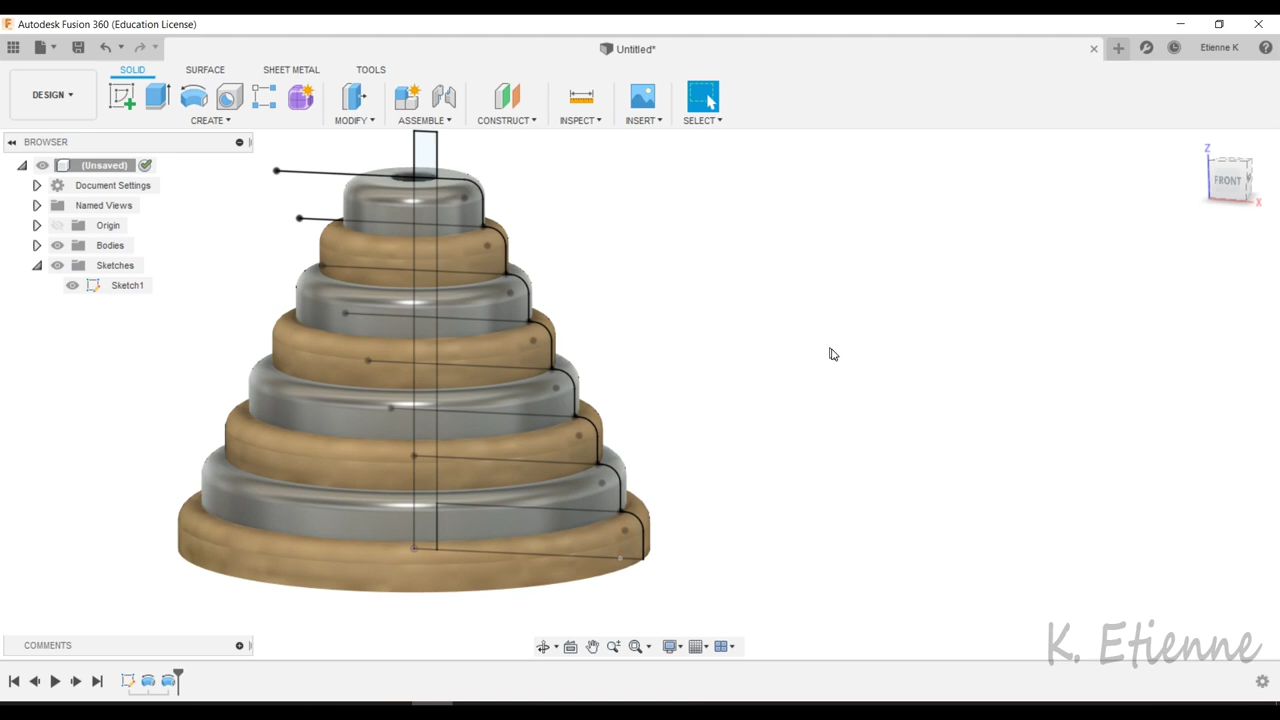 Autodesk Fusion 360 (Education License)
Untitled*
Etienne K
SOLID SURFACE SHEET METAL TOOLS
DESIGN
CREATE MODIFY ASSEMBLE CONSTRUCT INSPECT INSERT SELECT
BROWSER
(Unsaved)
Document Settings
Named Views
Origin
Bodies
Sketches
Sketch1
Z
FRONT
X
COMMENTS
K. Etienne